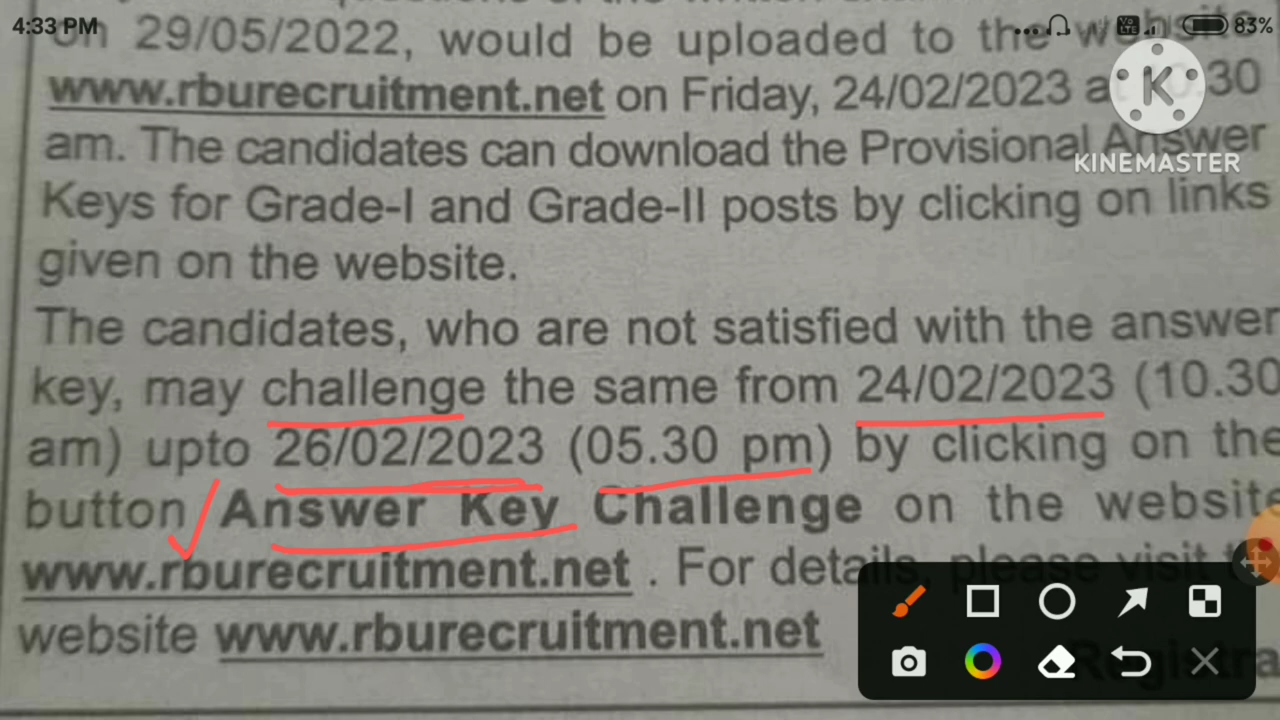 4:33 PM
83%
on 29/05/2022, would be uploaded to the website
www.rburecruitment.net on Friday, 24/02/2023 at 10.30
K
KINEMASTER
am. The candidates can download the Provisional Answer
Keys for Grade-I and Grade-II posts by clicking on links
given on the website.
The candidates, who are not satisfied with the answer
key, may challenge the same from 24/02/2023 (10.30
am) upto 26/02/2023 (05.30 pm) by clicking on the
button Answer Key Challenge on the website
www.rburecruitment.net . For details, please visit
website www.rburecruitment.net